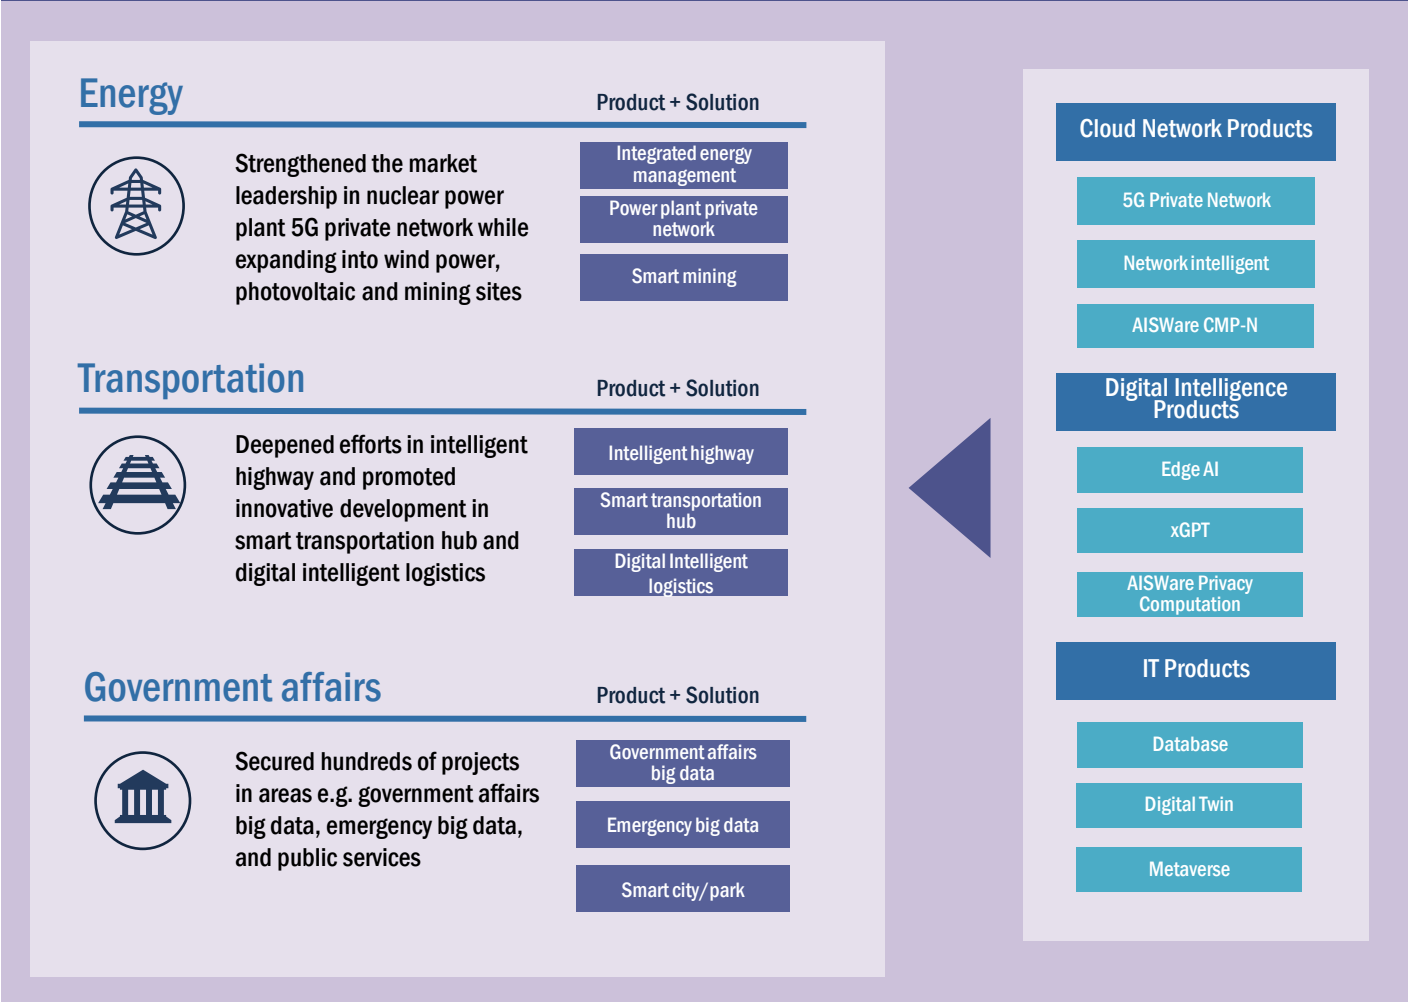 Energy
Product + Solution
Strengthened the market
leadership in nuclear power
plant 5G private network while
expanding into wind power,
photovoltaic and mining sites
Integrated energy
management
Power plant private
network
Smart mining
Transportation
Product + Solution
Deepened efforts in intelligent
highway and promoted
innovative development in
smart transportation hub and
digital intelligent logistics
Intelligent highway
Smart transportation
hub
Digital Intelligent
logistics
Government affairs
Product + Solution
Secured hundreds of projects
in areas e.g. government affairs
big data, emergency big data,
and public services
Government affairs
big data
Emergency big data
Smart city/park
Cloud Network Products
5G Private Network
Network intelligent
AISWare CMP-N
Digital Intelligence
Products
Edge AI
xGPT
AISWare Privacy
Computation
IT Products
Database
Digital Twin
Metaverse